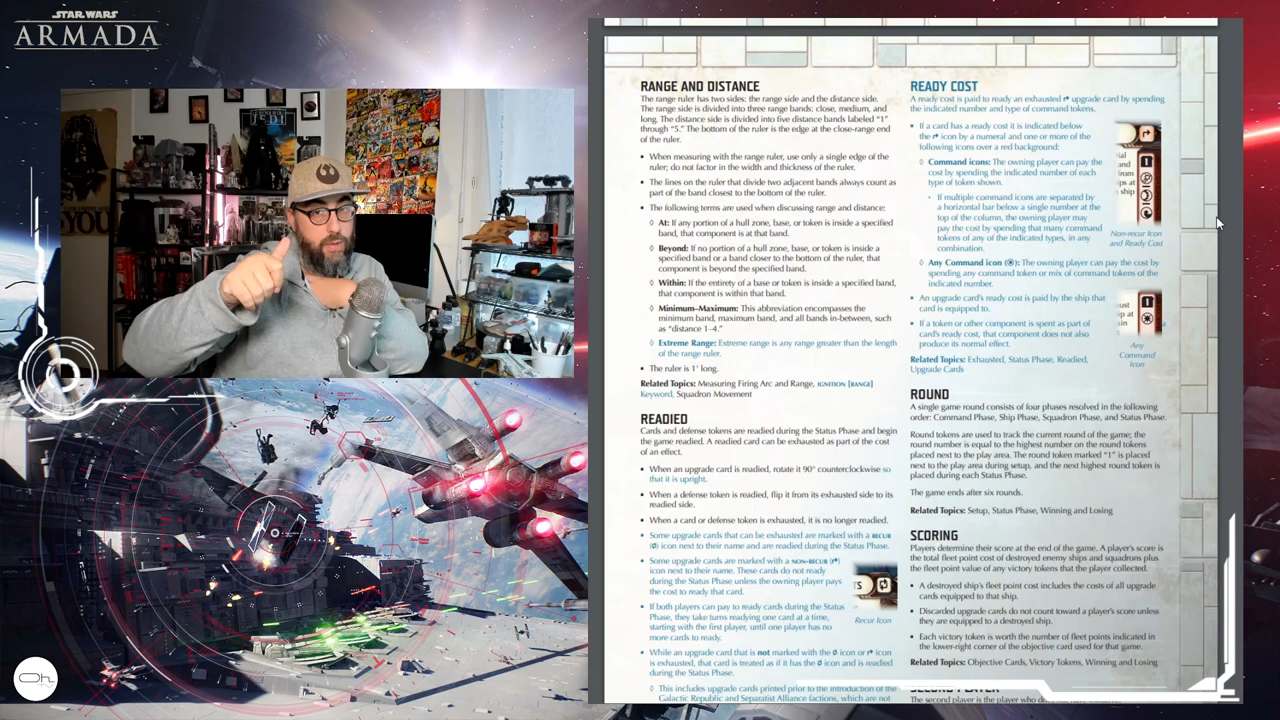 STAR WARS
ARMADA
RANGE AND DISTANCE
The range ruler has two sides: the range side and the distance side.
The range side is divided into three range bands: close, medium, and
long. The distance side is divided into five distance bands labeled "1"
through "5." The bottom of the ruler is the edge at the close-range end
of the ruler.
▪ When measuring with the range ruler, use only a single edge of the
ruler; do not factor in the width and thickness of the ruler.
▪ The lines on the ruler that divide two adjacent bands always count as
part of the band closest to the bottom of the ruler.
▪ The following terms are used when discussing range and distance:
◊ At: If any portion of a hull zone, base, or token is inside a specified
band, that component is at that band.
◊ Beyond: If no portion of a hull zone, base, or token is inside a
specified band or a band closer to the bottom of the ruler, that
component is beyond the specified band.
◊ Within: If the entirety of a base or token is inside a specified band,
that component is within that band.
◊ Minimum–Maximum: This abbreviation encompasses the
minimum band, maximum band, and all bands in-between, such
as "distance 1–4."
◊ Extreme Range: Extreme range is any range greater than the length
of the range ruler.
▪ The ruler is 1' long.
Related Topics: Measuring Firing Arc and Range, IGNITION [RANGE]
Keyword, Squadron Movement
READIED
Cards and defense tokens are readied during the Status Phase and begin
the game readied. A readied card can be exhausted as part of the cost
of an effect.
▪ When an upgrade card is readied, rotate it 90° counterclockwise so
that it is upright.
▪ When a defense token is readied, flip it from its exhausted side to its
readied side.
▪ When a card or defense token is exhausted, it is no longer readied.
▪ Some upgrade cards that can be exhausted are marked with a RECUR
() icon next to their name and are readied during the Status Phase.
▪ Some upgrade cards are marked with a NON-RECUR ()
icon next to their name. These cards do not ready
during the Status Phase unless the owning player pays
the cost to ready that card.
▪ If both players can pay to ready cards during the Status
Phase, they take turns readying one card at a time,
starting with the first player, until one player has no
more cards to ready.
Recur Icon
▪ While an upgrade card that is not marked with the icon or icon
is exhausted, that card is treated as if it has the icon and is readied
during the Status Phase.
◊ This includes upgrade cards printed prior to the introduction of the
Galactic Republic and Separatist Alliance factions, which are not
READY COST
A ready cost is paid to ready an exhausted upgrade card by spending
the indicated number and type of command tokens.
▪ If a card has a ready cost it is indicated below
the icon by a numeral and one or more of the
following icons over a red background:
◊ Command icons: The owning player can pay the
cost by spending the indicated number of each
type of token shown.
▪ If multiple command icons are separated by
a horizontal bar below a single number at the
top of the column, the owning player may
pay the cost by spending that many command
tokens of any of the indicated types, in any
combination.
Non-recur Icon
and Ready Cost
◊ Any Command icon (): The owning player can pay the cost by
spending any command token or mix of command tokens of the
indicated number.
▪ An upgrade card's ready cost is paid by the ship that
card is equipped to.
▪ If a token or other component is spent as part of
card's ready cost, that component does not also
produce its normal effect.
Any
Command
Icon
Related Topics: Exhausted, Status Phase, Readied,
Upgrade Cards
ROUND
A single game round consists of four phases resolved in the following
order: Command Phase, Ship Phase, Squadron Phase, and Status Phase.
Round tokens are used to track the current round of the game; the
round number is equal to the highest number on the round tokens
placed next to the play area. The round token marked "1" is placed
next to the play area during setup, and the next highest round token is
placed during each Status Phase.
The game ends after six rounds.
Related Topics: Setup, Status Phase, Winning and Losing
SCORING
Players determine their score at the end of the game. A player's score is
the total fleet point cost of destroyed enemy ships and squadrons plus
the fleet point value of any victory tokens that the player collected.
▪ A destroyed ship's fleet point cost includes the costs of all upgrade
cards equipped to that ship.
▪ Discarded upgrade cards do not count toward a player's score unless
they are equipped to a destroyed ship.
▪ Each victory token is worth the number of fleet points indicated in
the lower-right corner of the objective card used for that game.
Related Topics: Objective Cards, Victory Tokens, Winning and Losing
SECOND PLAYER
The second player is the player who